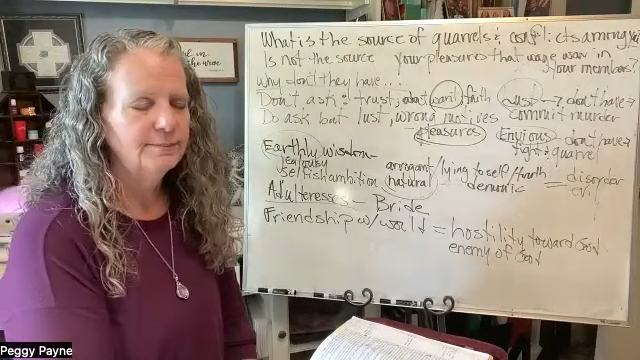 What is the source of quarrels & conflicts among
Is not the source your pleasures that wage war in
your members?
Why don't they have...
Don't ask trust, want faith
Lust → don't have →
Do ask but lust, wrong motives commit murder
pleasures
Envious don't have →
fight & quarrel
Earthly wisdom
jealousy
selfish ambition
arrogant
natural
/lying to self/truth
demonic
= disorder
evil
Adulteresses - Bride
Friendship w/ world = hostility toward God
enemy of God
Peggy Payne